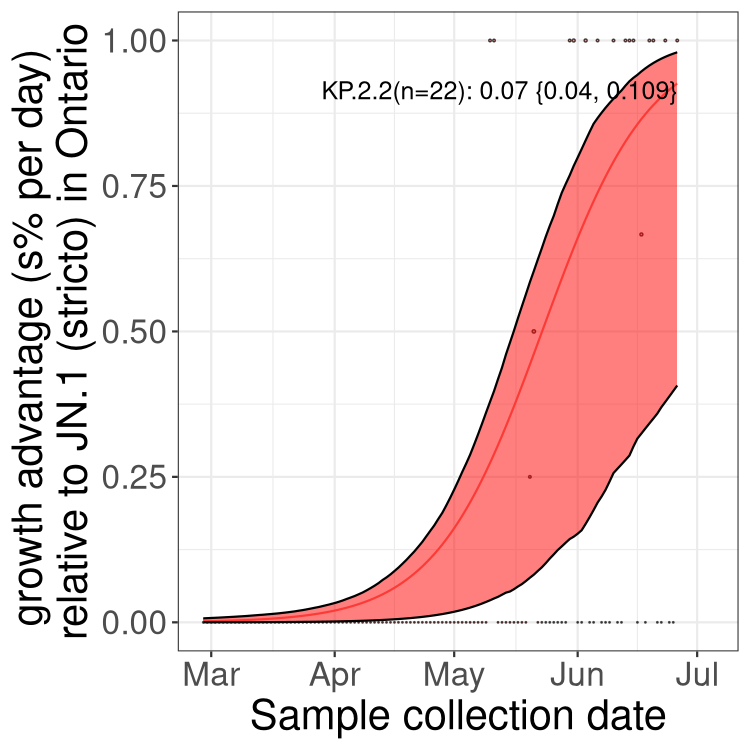 growth advantage (s% per day)
relative to JN.1 (stricto) in Ontario
1.00
0.75
0.50
0.25
0.00
KP.2.2(n=22): 0.07 {0.04, 0.109}
Mar Apr May Jun Jul
Sample collection date